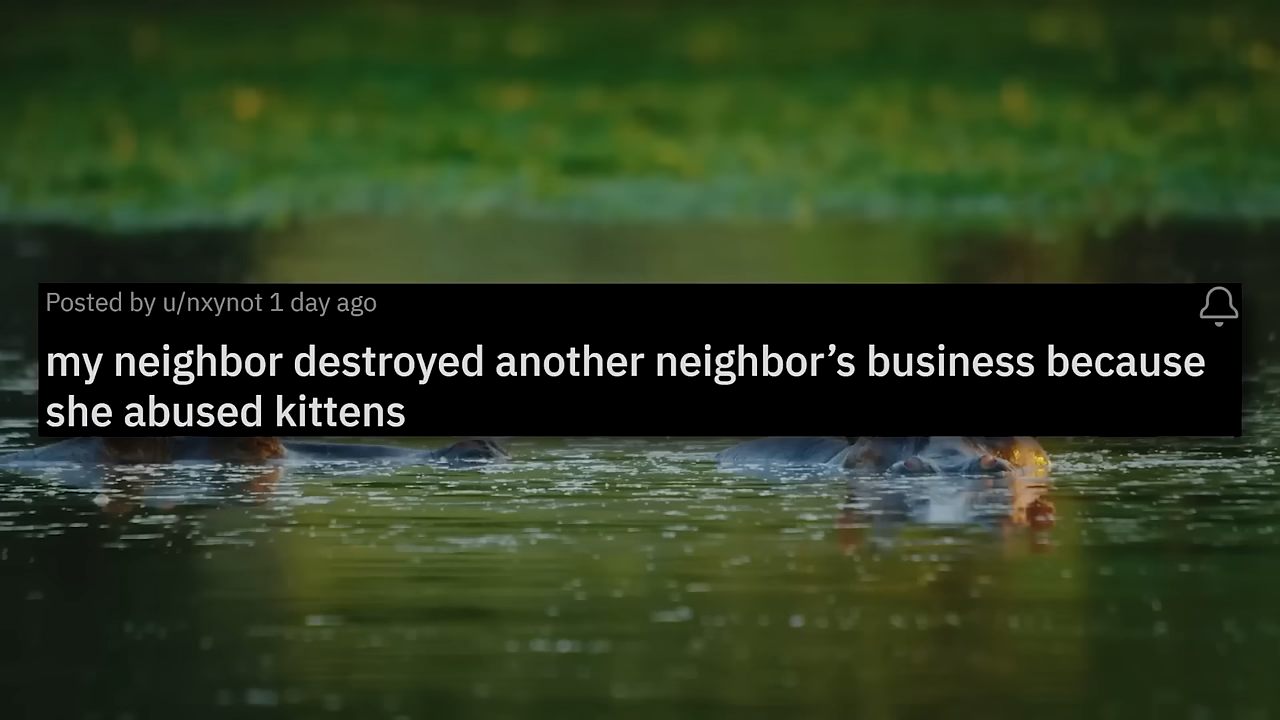 Posted by u/nxynot 1 day ago
my neighbor destroyed another neighbor’s business because
she abused kittens